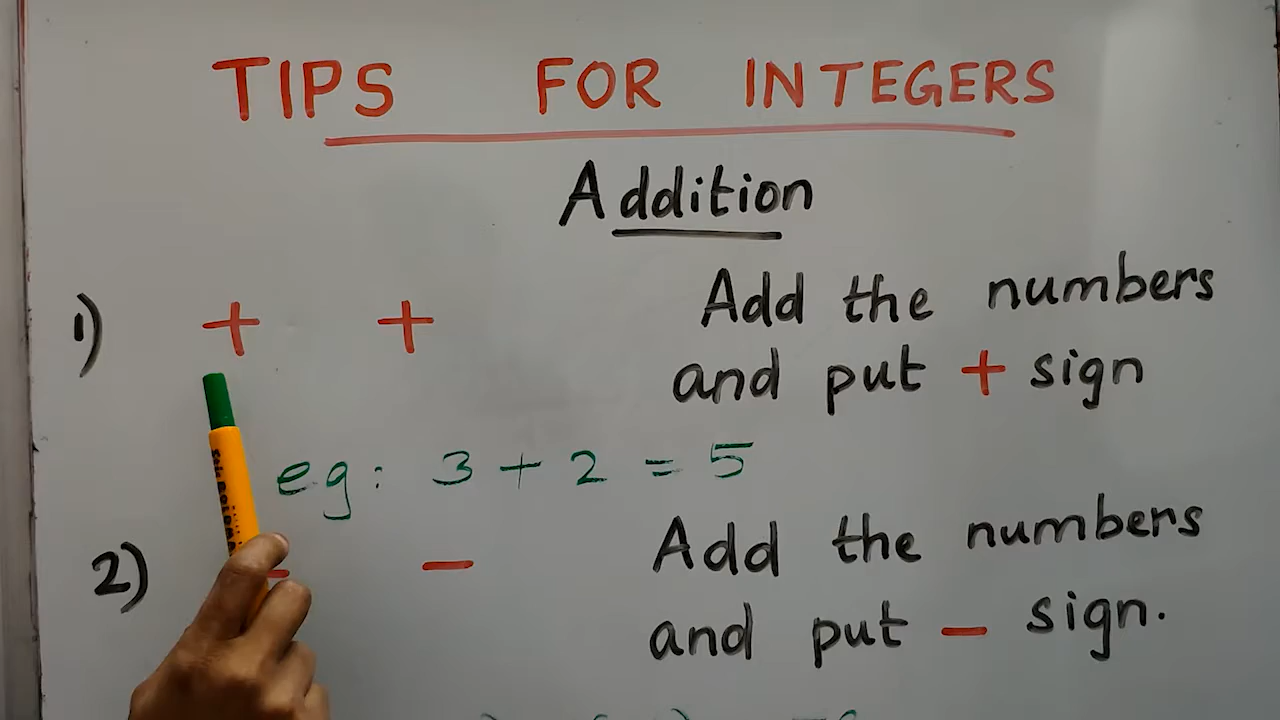 TIPS FOR INTEGERS
Addition
1) + + Add the numbers
and put + sign
eg: 3 + 2 = 5
2) - - Add the numbers
and put - sign.